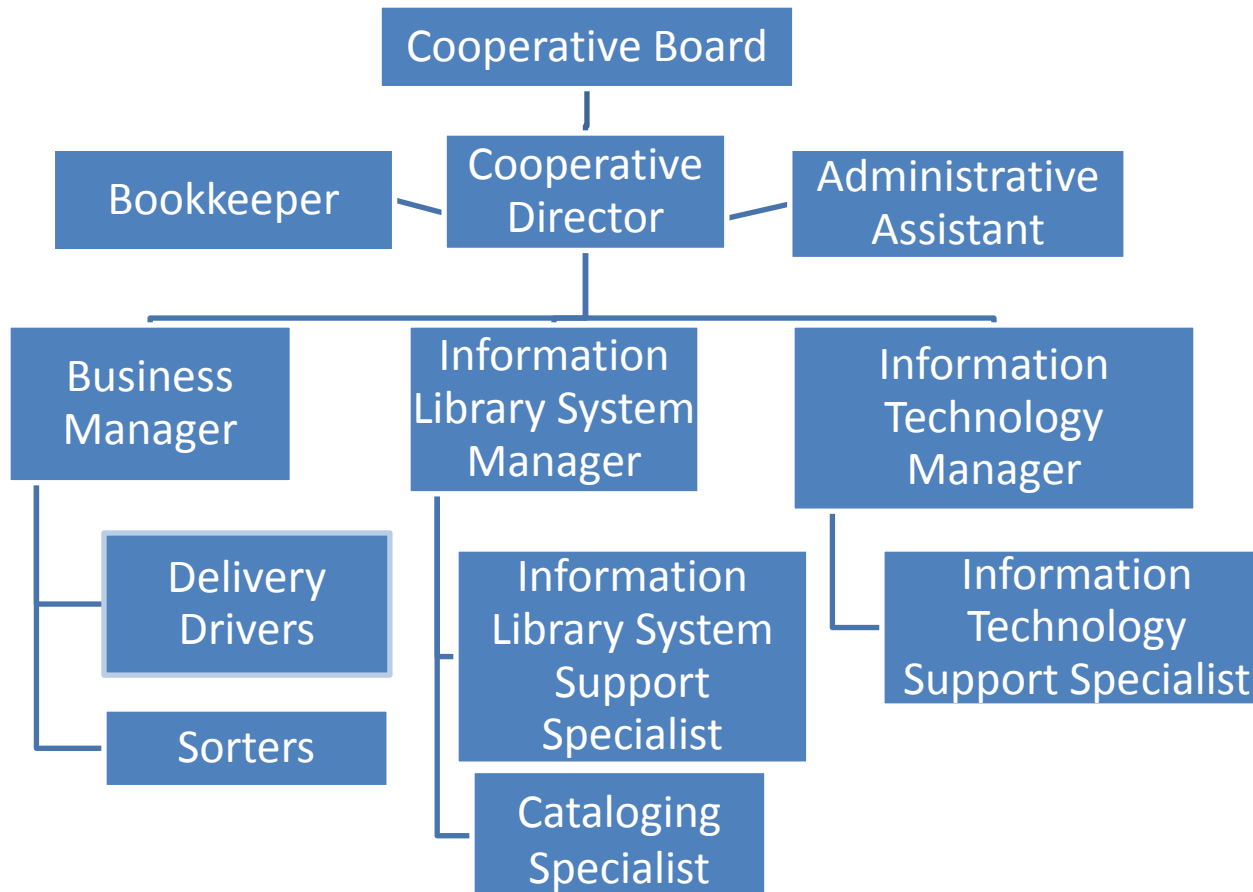 Cooperative Board
Bookkeeper
Cooperative
Director
Administrative
Assistant
Business
Manager
Information
Library System
Manager
Information
Technology
Manager
Delivery
Drivers
Sorters
Information
Library System
Support
Specialist
Cataloging
Specialist
Information
Technology
Support Specialist